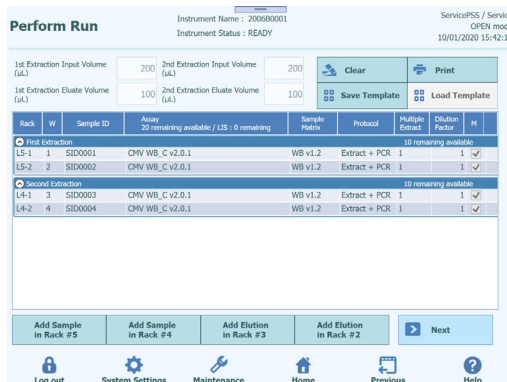 Perform Run
Instrument Name : 2006B0001
Instrument Status : READY
ServicePSS / Servic
OPEN mod
10/01/2020 15:42:1
1st Extraction Input Volume (µL) 200 2nd Extraction Input Volume (µL) 200 Clear Print
1st Extraction Eluate Volume (µL) 100 2nd Extraction Eluate Volume (µL) 100 Save Template Load Template
Rack W Sample ID Assay 20 remaining available / LIS : 0 remaining Sample Matrix Protocol Multiple Extract Dilution Factor M
First Extraction 10 remaining available
L5-1 1 SID0001 CMV WB_C v2.0.1 WB v1.2 Extract + PCR 1 1
L5-2 2 SID0002 CMV WB_C v2.0.1 WB v1.2 Extract + PCR 1 1
Second Extraction 10 remaining available
L4-1 3 SID0003 CMV WB_C v2.0.1 WB v1.2 Extract + PCR 1 1
L4-2 4 SID0004 CMV WB_C v2.0.1 WB v1.2 Extract + PCR 1 1
Add Sample in Rack #5 Add Sample in Rack #4 Add Elution in Rack #3 Add Elution in Rack #2 Next
Log out System Settings Maintenance Home Previous Help